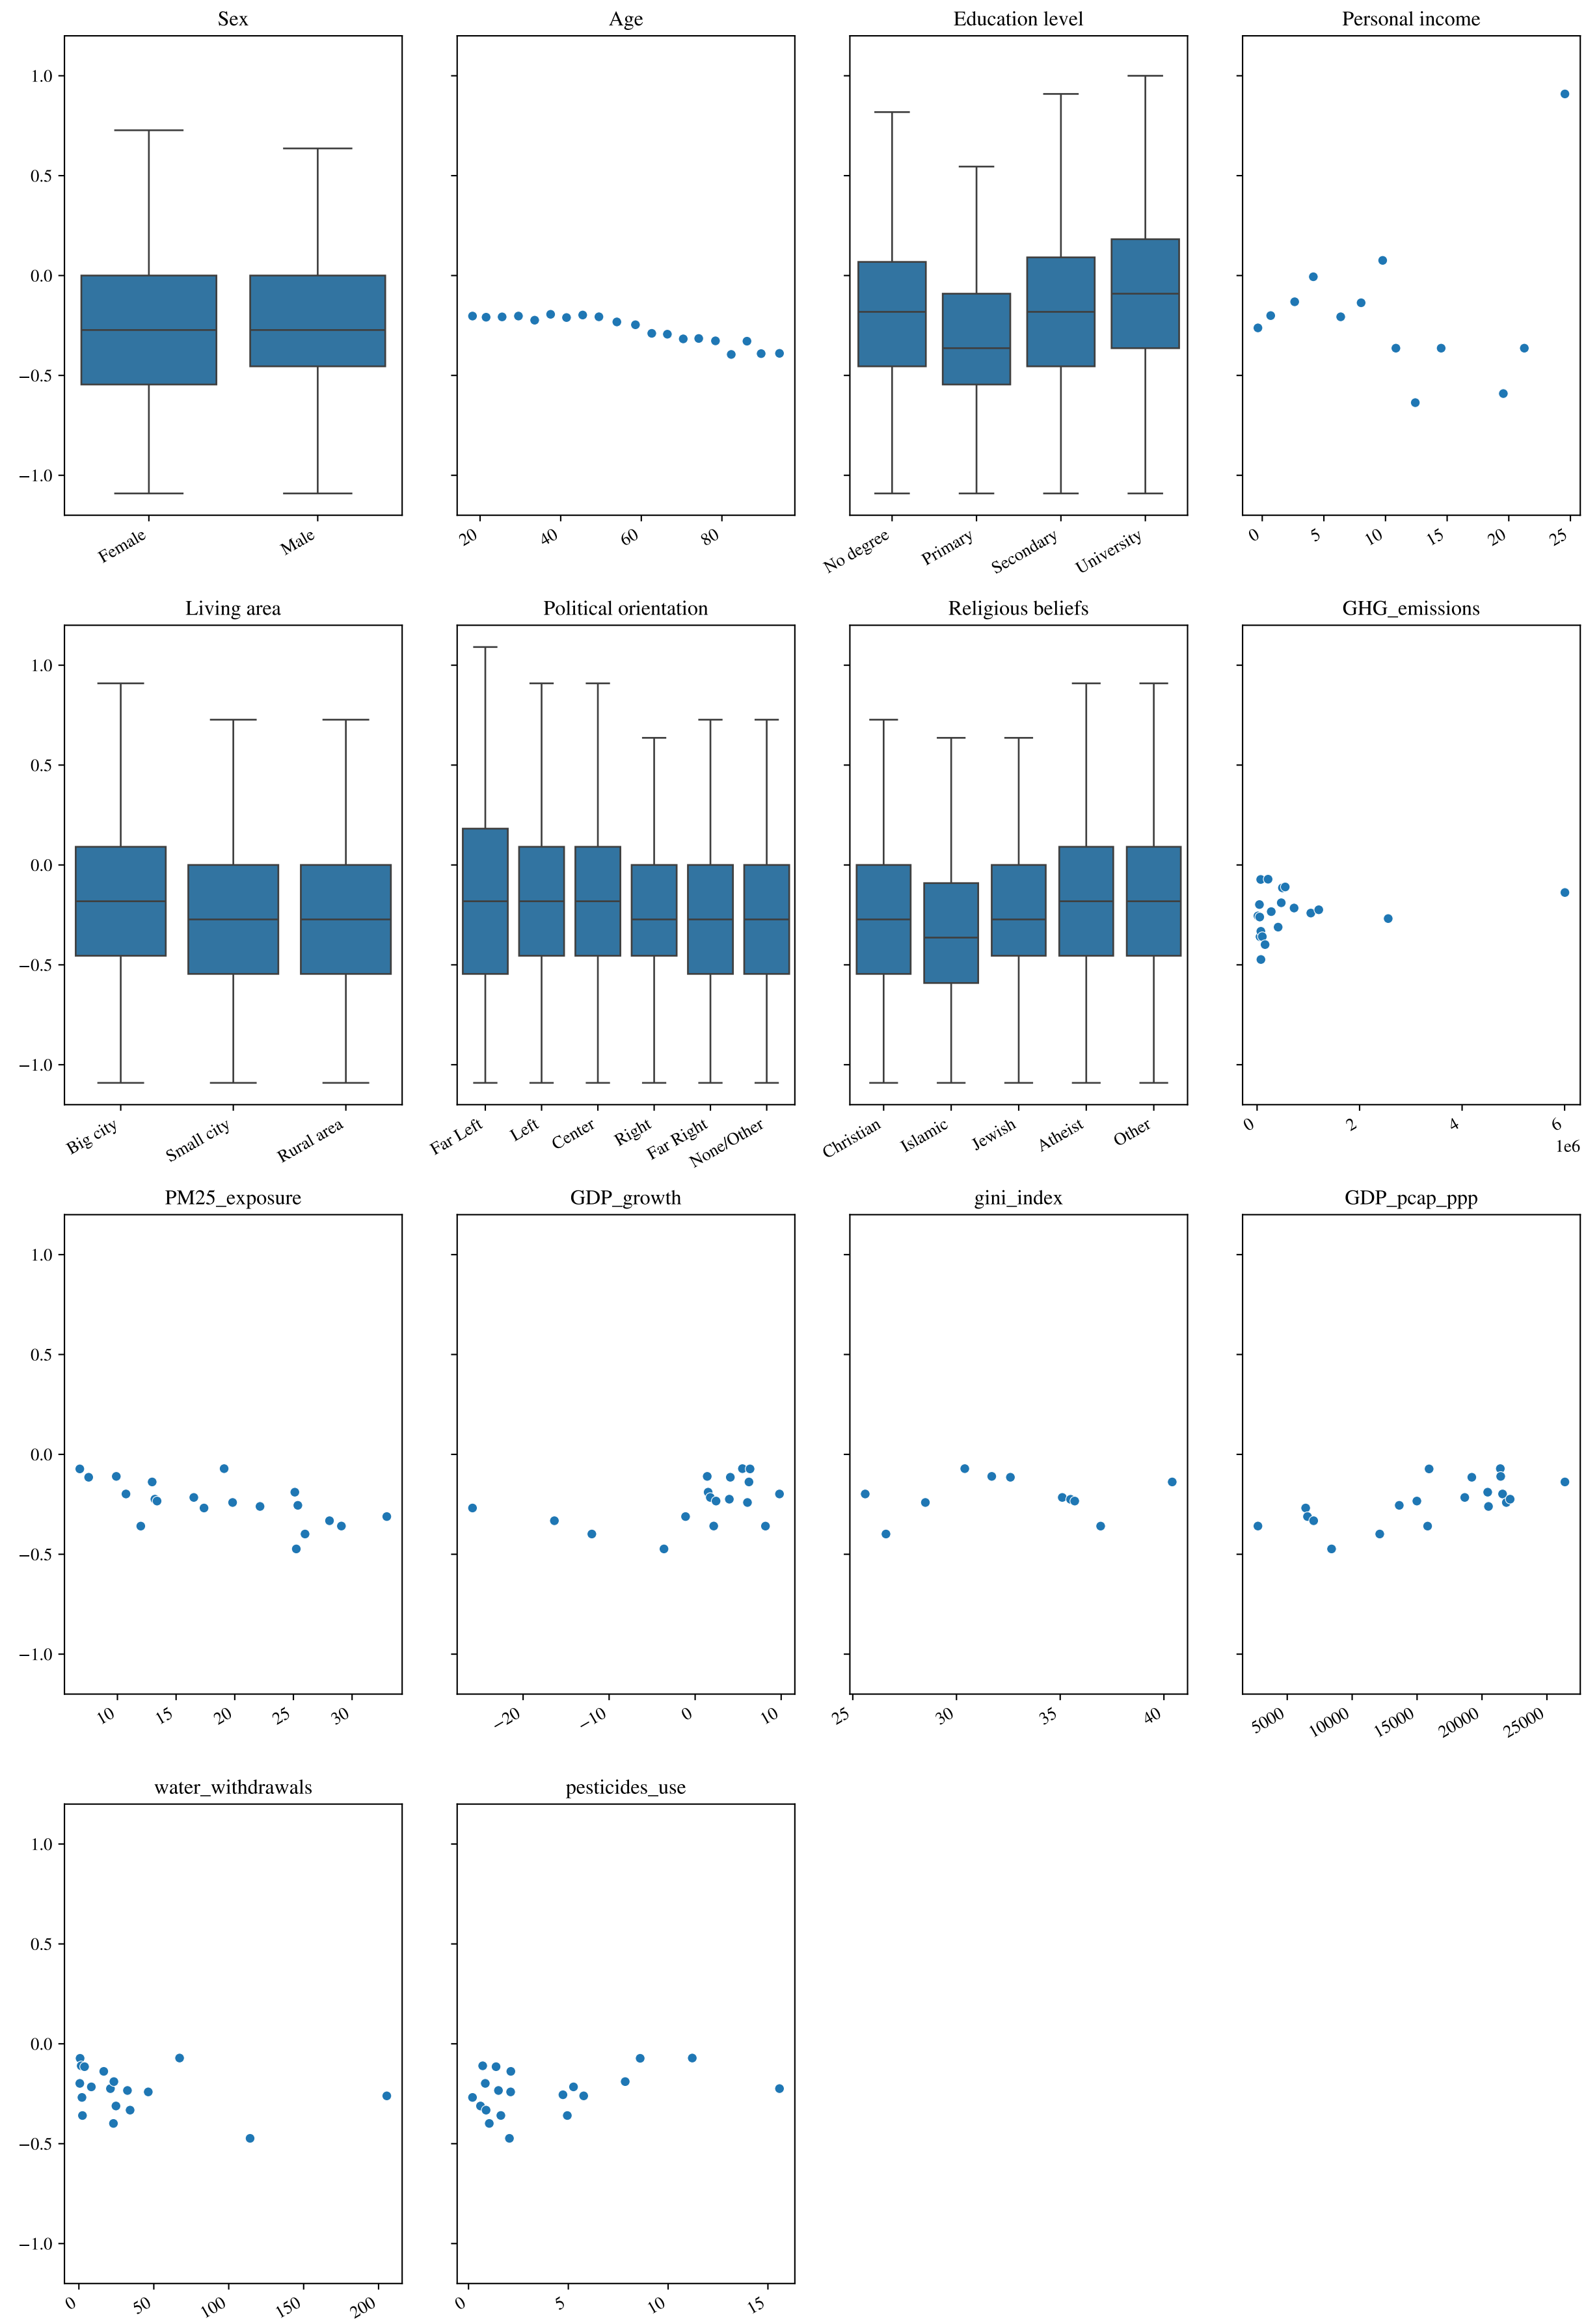 Sex Age Education level Personal income
1.0
0.5
0.0
−0.5
−1.0
Female Male 20 40 60 80 No degree Primary Secondary University 0 5 10 15 20 25
Living area Political orientation Religious beliefs GHG_emissions
1.0
0.5
0.0
−0.5
−1.0
Big city Small city Rural area Far Left Left Center Right Far Right None/Other Christian Islamic Jewish Atheist Other 0 2 4 6
1e6
PM25_exposure GDP_growth gini_index GDP_pcap_ppp
1.0
0.5
0.0
−0.5
−1.0
10 15 20 25 30 −20 −10 0 10 25 30 35 40 5000 10000 15000 20000 25000
water_withdrawals pesticides_use
1.0
0.5
0.0
−0.5
−1.0
0 50 100 150 200 0 5 10 15